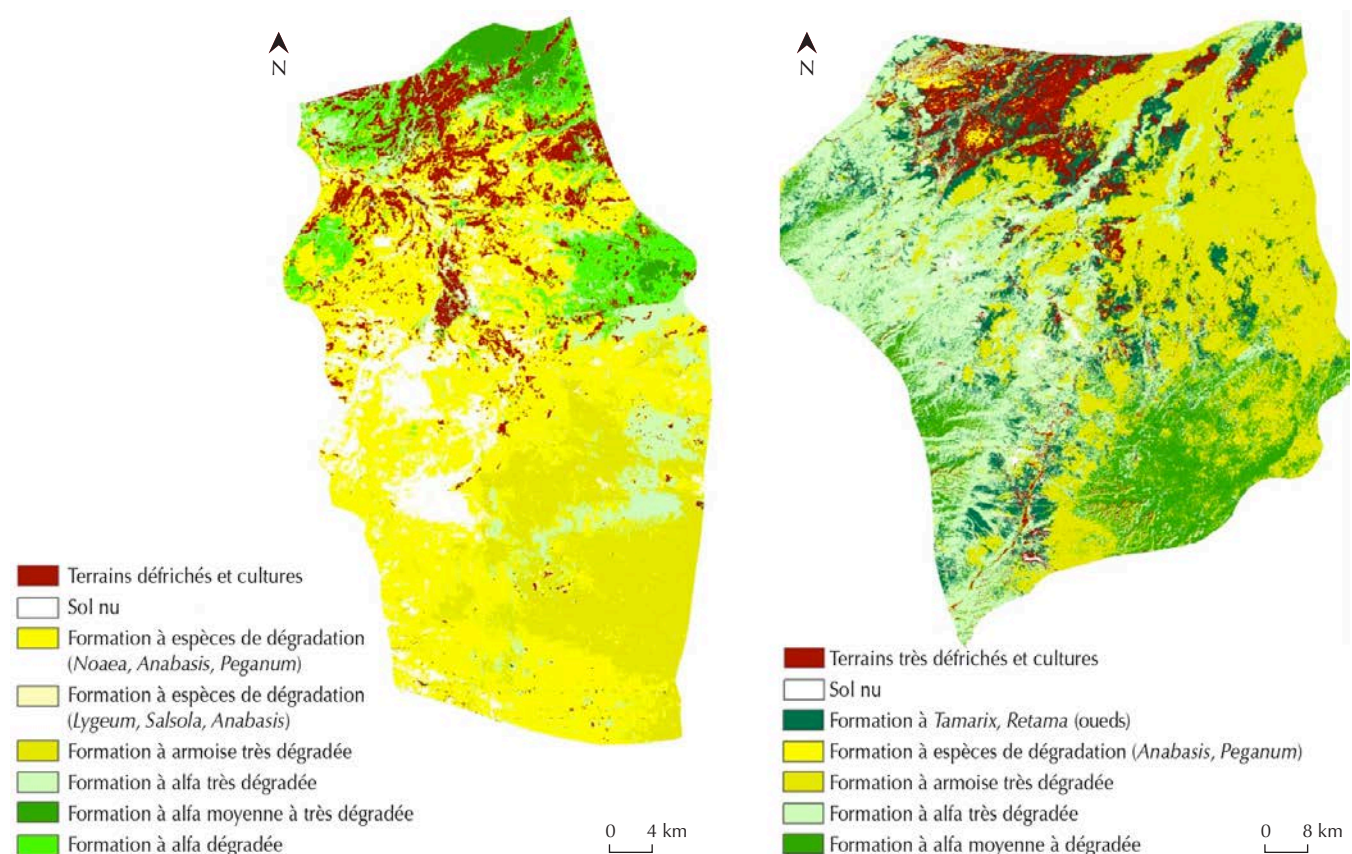 N
Terrains défrichés et cultures
Sol nu
Formation à espèces de dégradation
(Noaea, Anabasis, Peganum)
Formation à espèces de dégradation
(Lygeum, Salsola, Anabasis)
Formation à armoise très dégradée
Formation à alfa très dégradée
Formation à alfa moyenne à très dégradée
Formation à alfa dégradée
0 4 km
N
Terrains très défrichés et cultures
Sol nu
Formation à Tamarix, Retama (oueds)
Formation à espèces de dégradation (Anabasis, Peganum)
Formation à armoise très dégradée
Formation à alfa très dégradée
Formation à alfa moyenne à dégradée
0 8 km